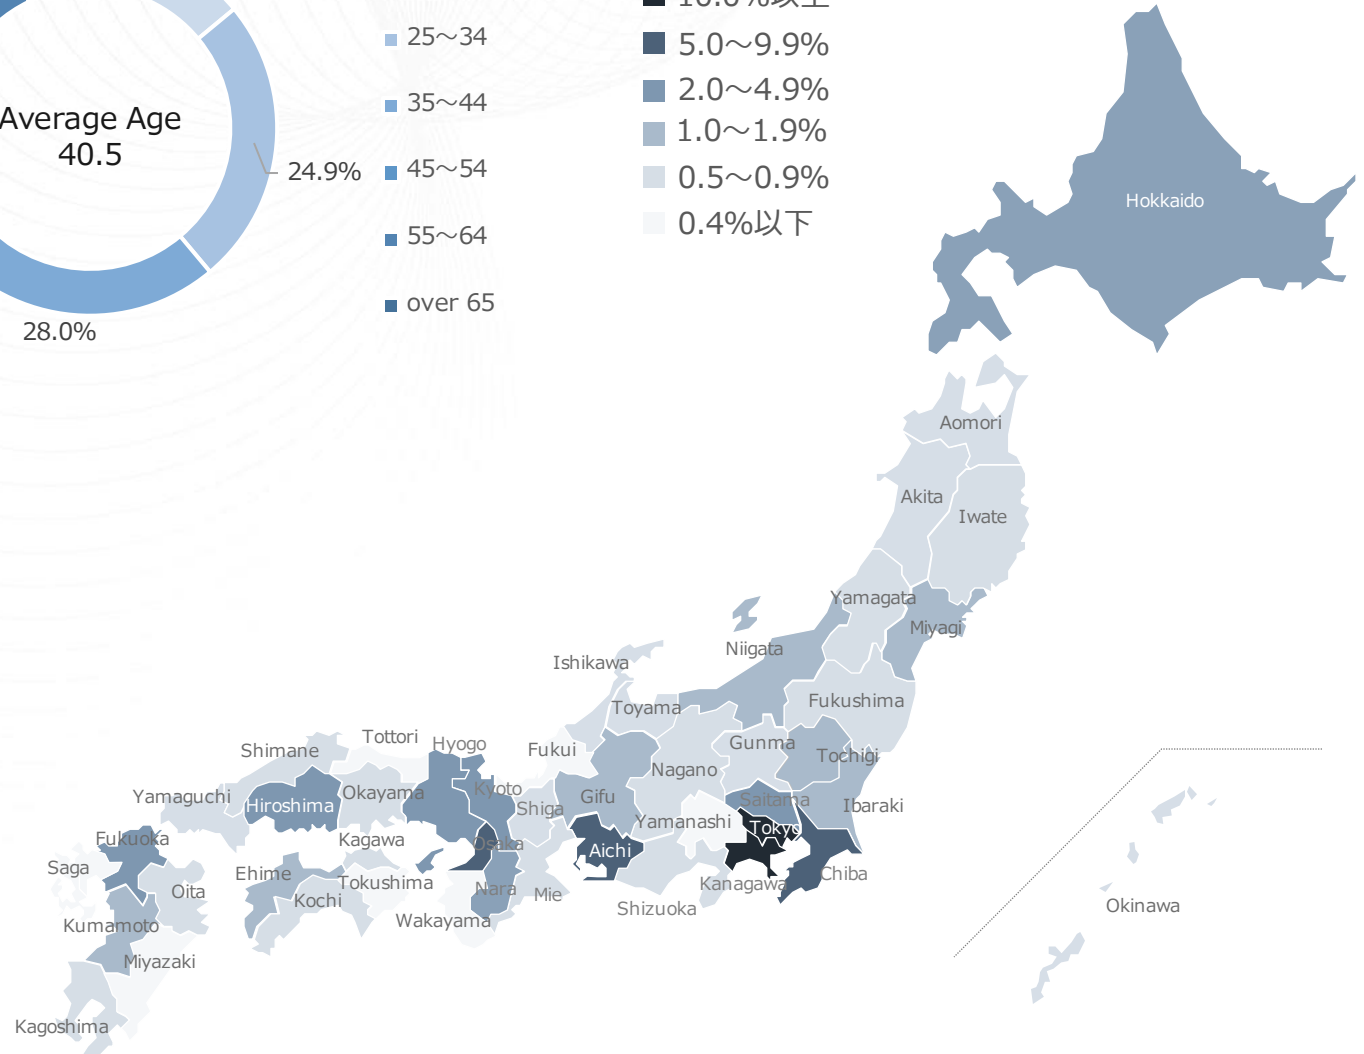 Average Age
40.5
24.9%
28.0%
25～34
35～44
45～54
55～64
over 65
10.0%以上
5.0～9.9%
2.0～4.9%
1.0～1.9%
0.5～0.9%
0.4%以下
Hokkaido
Aomori
Akita
Iwate
Yamagata
Miyagi
Niigata
Ishikawa
Fukushima
Toyama
Tottori
Hyogo
Shimane
Fukui
Gunma
Tochigi
Nagano
Kyoto
Okayama
Yamaguchi
Hiroshima
Shiga
Gifu
Saitama
Ibaraki
Yamanashi
Tokyo
Fukuoka
Kagawa
Osaka
Aichi
Saga
Ehime
Chiba
Oita
Tokushima
Nara
Mie
Kanagawa
Kochi
Shizuoka
Okinawa
Kumamoto
Wakayama
Miyazaki
Kagoshima